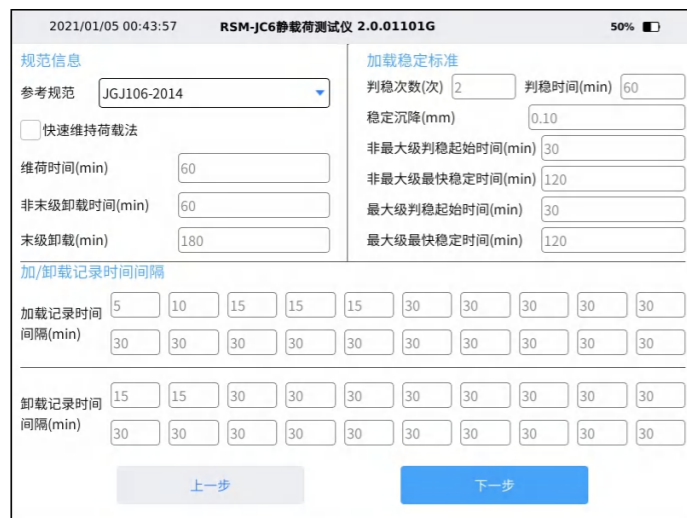 2021/01/05 00:43:57 RSM-JC6静载荷测试仪 2.0.01101G 50%
规范信息
参考规范 JGJ106-2014
快速维持荷载法
维荷时间(min) 60
非末级卸载时间(min) 60
末级卸载(min) 180
加载稳定标准
判稳次数(次) 2 判稳时间(min) 60
稳定沉降(mm) 0.10
非最大级判稳起始时间(min) 30
非最大级最快稳定时间(min) 120
最大级判稳起始时间(min) 30
最大级最快稳定时间(min) 120
加/卸载记录时间间隔
加载记录时间
间隔(min)
5 10 15 15 15 30 30 30 30 30
30 30 30 30 30 30 30 30 30 30
卸载记录时间
间隔(min)
15 15 30 30 30 30 30 30 30 30
30 30 30 30 30 30 30 30 30 30
上一步 下一步